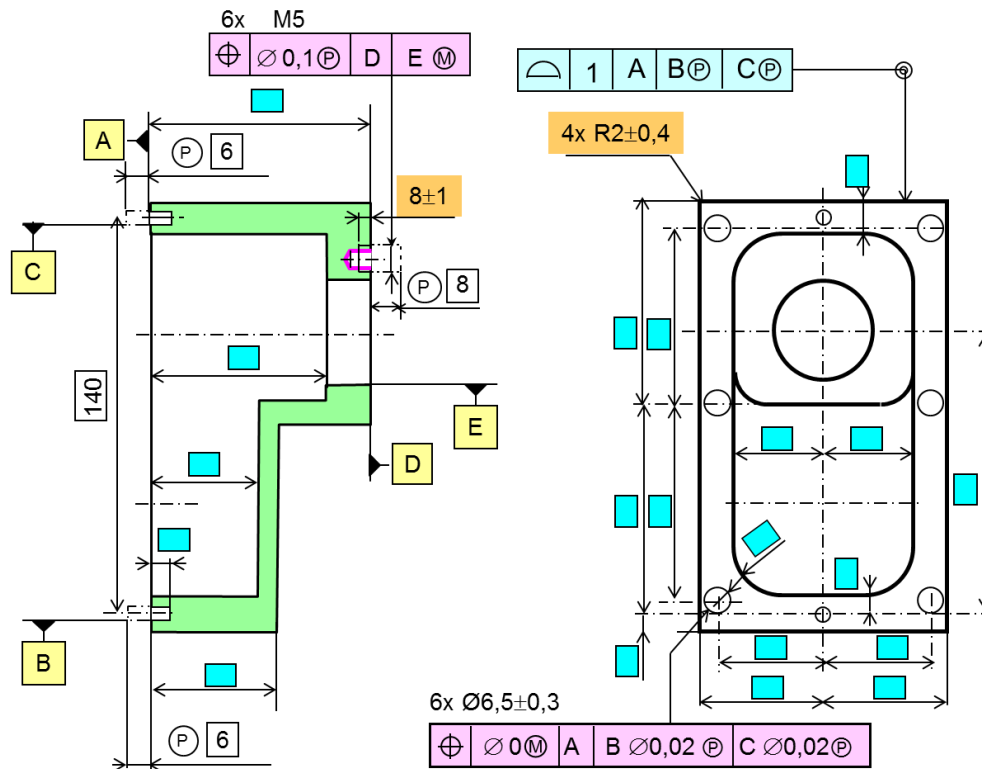 6x M5
⌖ ∅ 0,1Ⓟ D E Ⓜ
⌓ 1 A BⓅ CⓅ
A
Ⓟ 6
4x R2±0,4
8±1
C
Ⓟ 8
140
E
D
B
6x Ø6,5±0,3
Ⓟ 6
⌖ ∅ 0Ⓜ A B ∅0,02 Ⓟ C ∅0,02Ⓟ